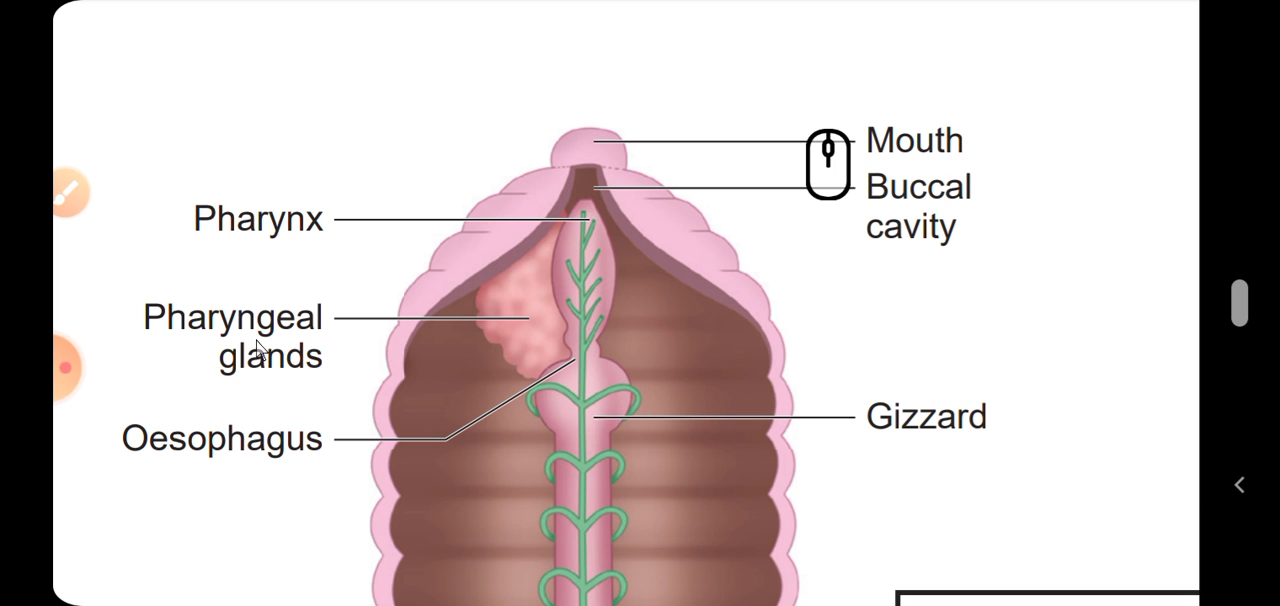 Mouth
Buccal
cavity
Pharynx
Pharyngeal
glands
Oesophagus
Gizzard